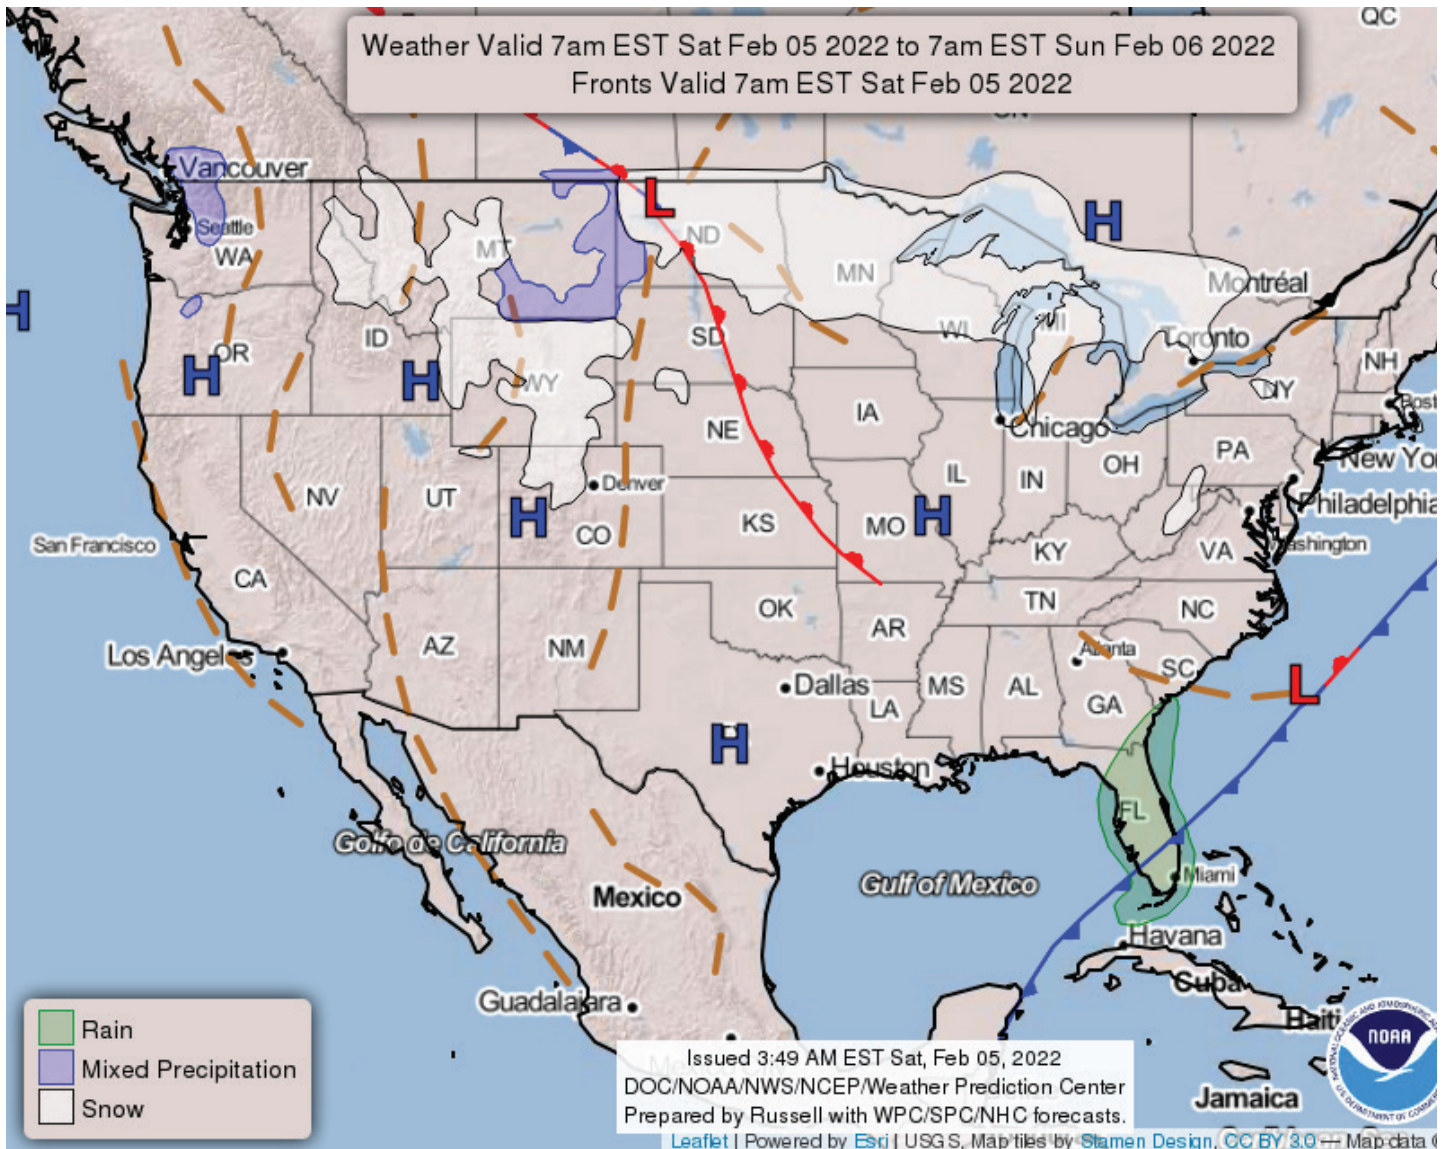 QC
Weather Valid 7am EST Sat Feb 05 2022 to 7am EST Sun Feb 06 2022
Fronts Valid 7am EST Sat Feb 05 2022
ON
Vancouver
L
H
Seattle
WA
MT
ND
MN
Montréal
H
OR
H
ID
H
WY
SD
WI
MI
Toronto
NH
NY
Boston
NE
IA
Chicago
PA
New Yo
NV
UT
Denver
CO
H
KS
MO
H
IL
IN
OH
Philadelphia
San Francisco
CA
KY
VA
Washington
OK
TN
NC
Los Angeles
AZ
NM
AR
Atlanta
SC
L
Dallas
LA
MS
AL
GA
H
Houston
FL
Golfo de California
Mexico
Gulf of Mexico
Miami
Havana
Cuba
Guadalajara
Haiti
Mexico City
Jamaica
Rain
Mixed Precipitation
Snow
Issued 3:49 AM EST Sat, Feb 05, 2022
DOC/NOAA/NWS/NCEP/Weather Prediction Center
Prepared by Russell with WPC/SPC/NHC forecasts.
NOAA
Leaflet | Powered by Esri | USGS, Map tiles by Stamen Design, CC BY 3.0 — Map data ©